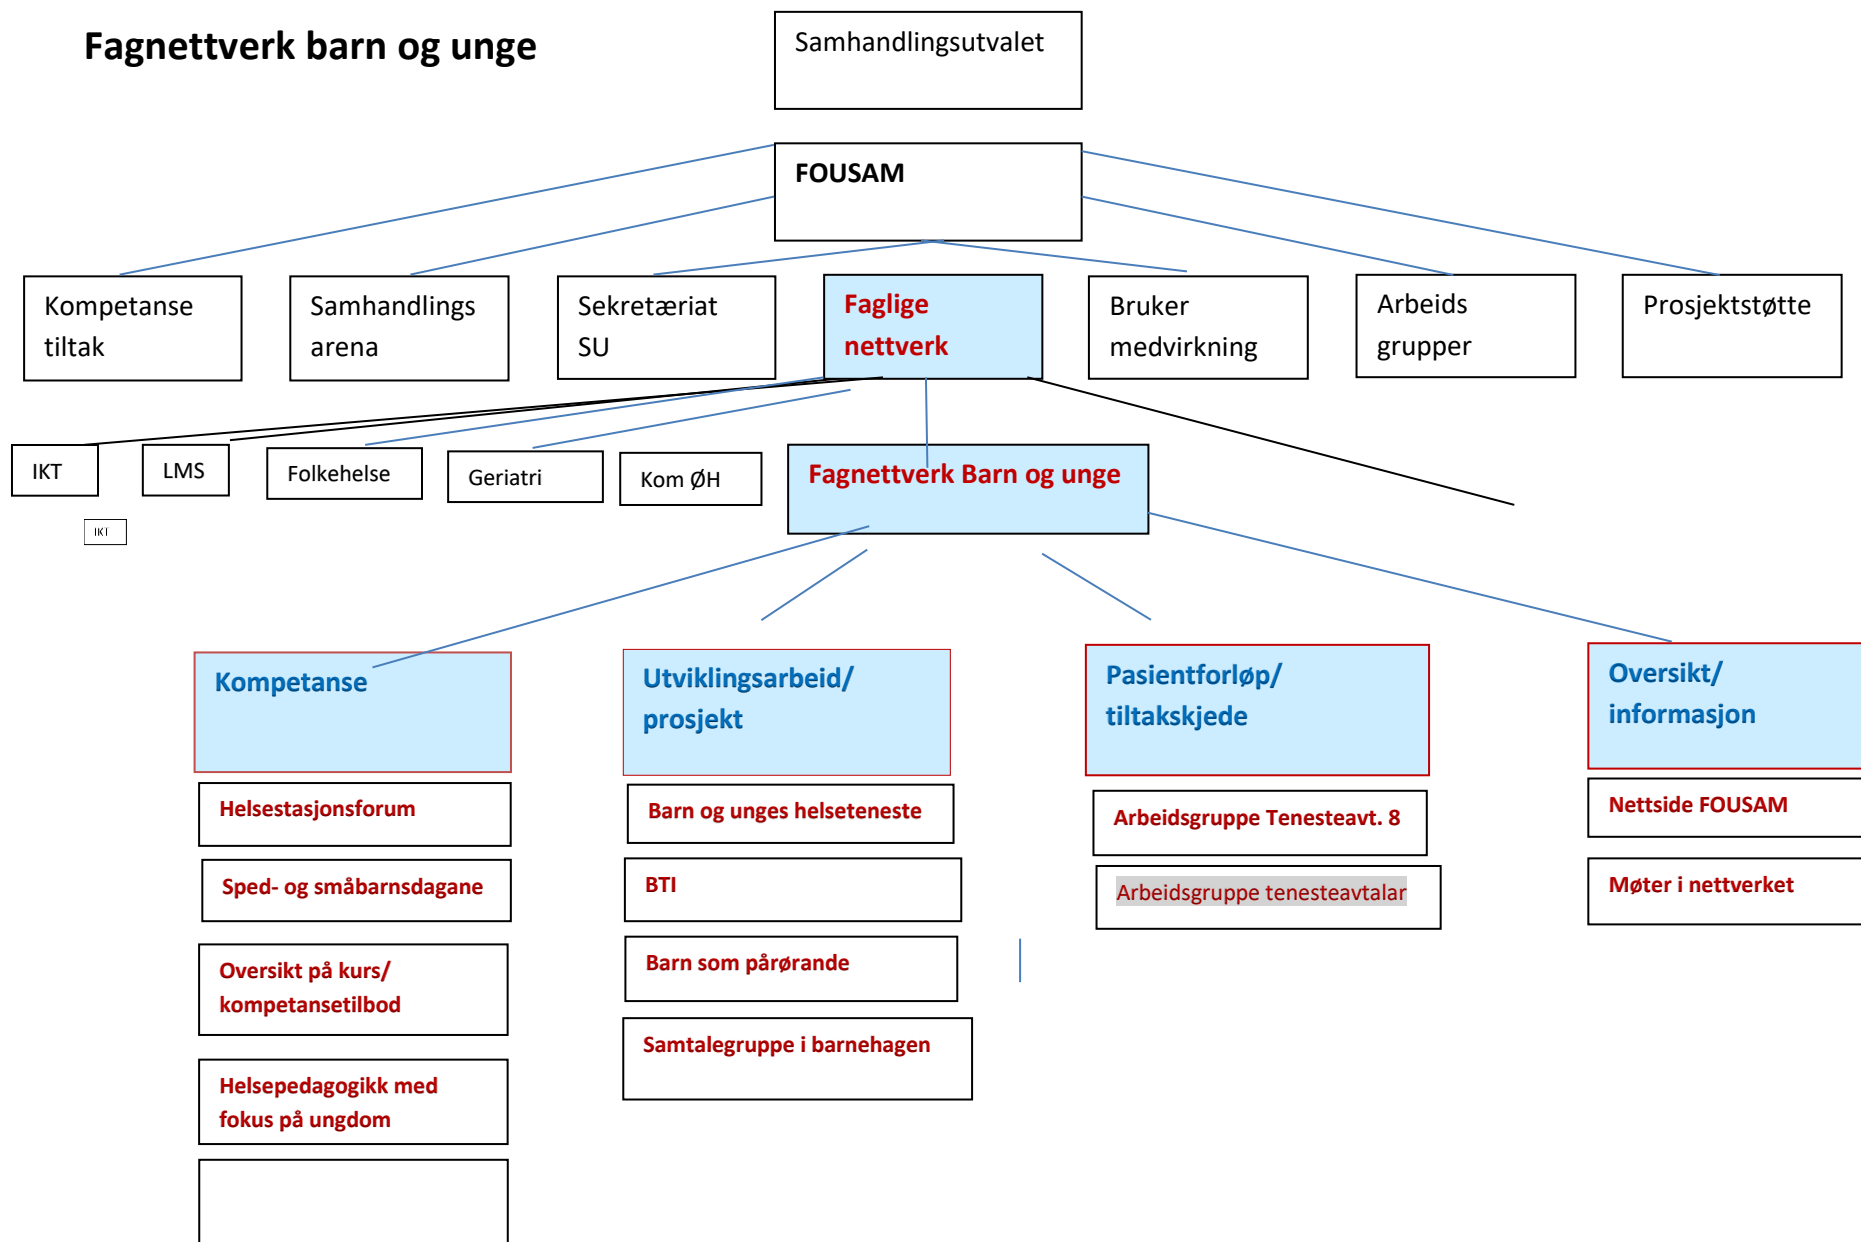 Fagnettverk barn og unge
Samhandlingsutvalet
FOUSAM
Kompetanse
tiltak
Samhandlings
arena
Sekretæriat
SU
Faglige
nettverk
Bruker
medvirkning
Arbeids
grupper
Prosjektstøtte
IKT
LMS
Folkehelse
Geriatri
Kom ØH
Fagnettverk Barn og unge
IKT
Kompetanse
Utviklingsarbeid/
prosjekt
Pasientforløp/
tiltakskjede
Oversikt/
informasjon
Helsestasjonsforum
Sped- og småbarnsdagane
Oversikt på kurs/
kompetansetilbod
Helsepedagogikk med
fokus på ungdom
Barn og unges helseteneste
BTI
Barn som pårørande
Samtalegruppe i barnehagen
Arbeidsgruppe Tenesteavt. 8
Arbeidsgruppe tenesteavtalar
Nettside FOUSAM
Møter i nettverket